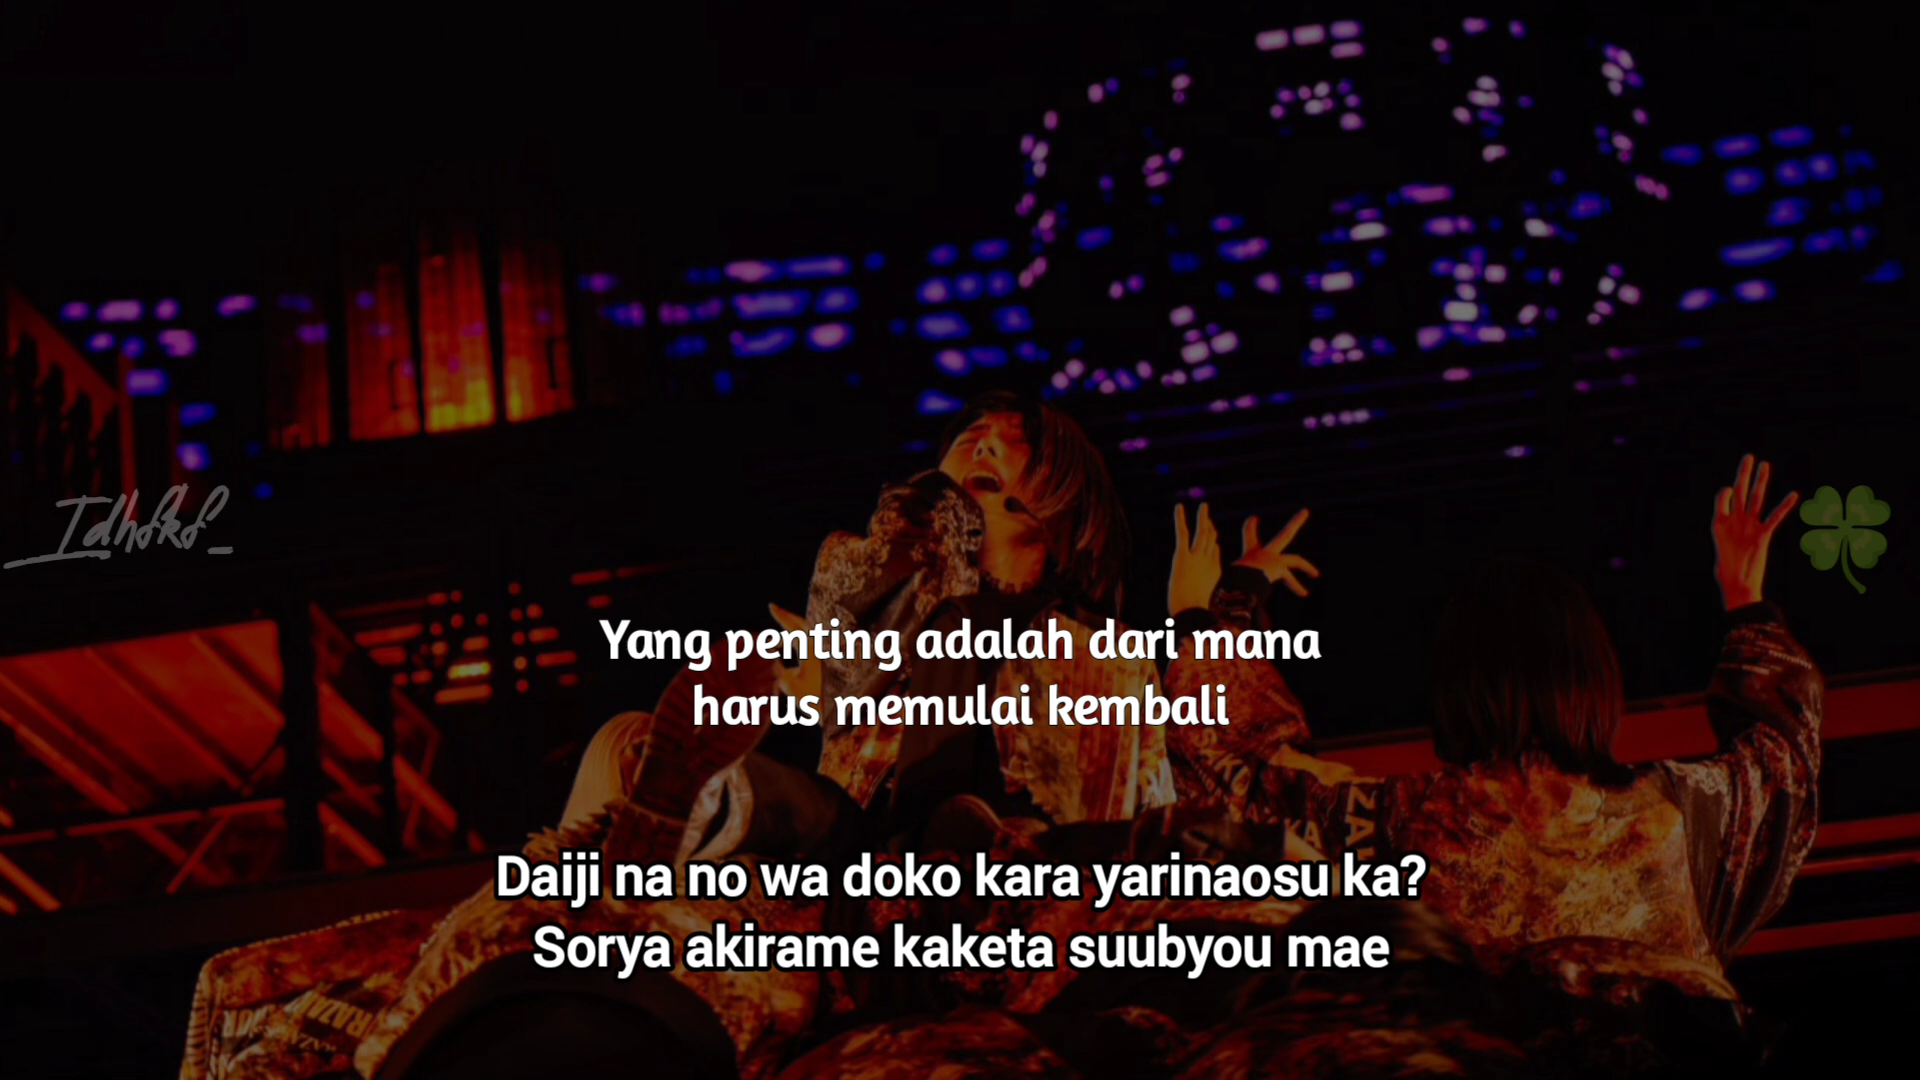 Idhoko_
Yang penting adalah dari mana
harus memulai kembali
Daiji na no wa doko kara yarinaosu ka?
Sorya akirame kaketa suubyou mae